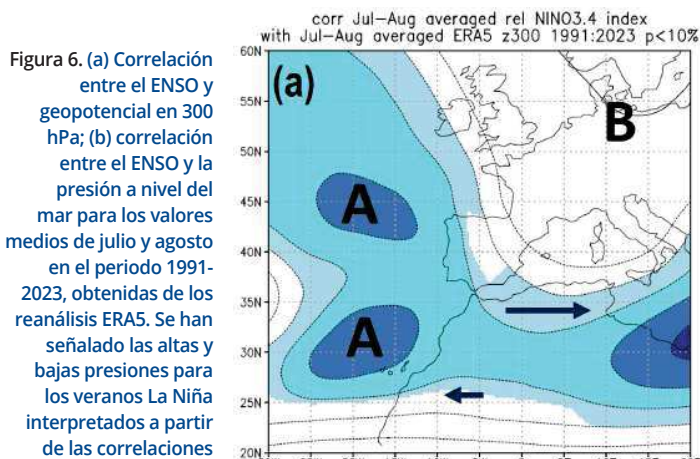 corr Jul-Aug averaged rel NINO3.4 index
with Jul-Aug averaged ERA5 z300 1991:2023 p<10%
Figura 6. (a) Correlación
entre el ENSO y
geopotencial en 300
hPa; (b) correlación
entre el ENSO y la
presión a nivel del
mar para los valores
medios de julio y agosto
en el periodo 1991-
2023, obtenidas de los
reanálisis ERA5. Se han
señalado las altas y
bajas presiones para
los veranos La Niña
interpretados a partir
de las correlaciones
60N
(a)
B
55N
50N
45N
A
40N
35N
A
30N
25N
20N